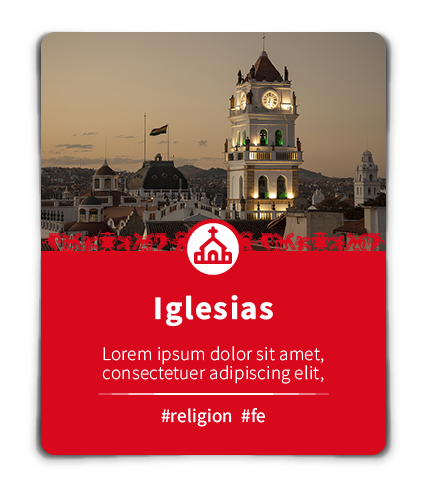 Iglesias
Lorem ipsum dolor sit amet,
consectetuer adipiscing elit,
#religion #fe